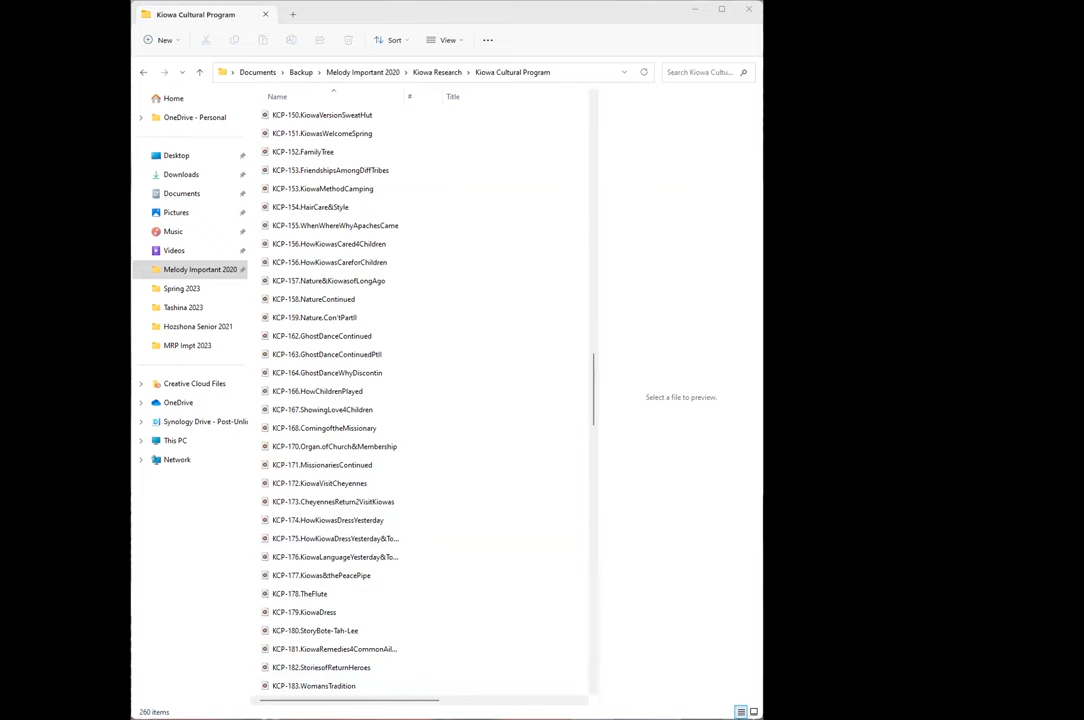 Kiowa Cultural Program
New
Sort
View
Documents > Backup > Melody Important 2020 > Kiowa Research > Kiowa Cultural Program
Search Kiowa Cultu...
Home
OneDrive - Personal
Desktop
Downloads
Documents
Pictures
Music
Videos
Melody Important 2020
Spring 2023
Tashina 2023
Hozshona Senior 2021
MRP Impt 2023
Creative Cloud Files
OneDrive
Synology Drive - Post-Unli
This PC
Network
Name # Title
KCP-150.KiowaVersionSweatHut
KCP-151.KiowasWelcomeSpring
KCP-152.FamilyTree
KCP-153.FriendshipsAmongDiffTribes
KCP-153.KiowaMethodCamping
KCP-154.HairCare&Style
KCP-155.WhenWhereWhyApachesCame
KCP-156.HowKiowasCared4Children
KCP-156.HowKiowasCareforChildren
KCP-157.Nature&KiowasofLongAgo
KCP-158.NatureContinued
KCP-159.Nature.Con'tPartII
KCP-162.GhostDanceContinued
KCP-163.GhostDanceContinuedPtII
KCP-164.GhostDanceWhyDiscontin
KCP-166.HowChildrenPlayed
KCP-167.ShowingLove4Children
KCP-168.ComingoftheMissionary
KCP-170.Organ.ofChurch&Membership
KCP-171.MissionariesContinued
KCP-172.KiowaVisitCheyennes
KCP-173.CheyennesReturn2VisitKiowas
KCP-174.HowKiowasDressYesterday
KCP-175.HowKiowaDressYesterday&To...
KCP-176.KiowaLanguageYesterday&To...
KCP-177.Kiowas&thePeacePipe
KCP-178.TheFlute
KCP-179.KiowaDress
KCP-180.StoryBote-Tah-Lee
KCP-181.KiowaRemedies4CommonAil...
KCP-182.StoriesofReturnHeroes
KCP-183.WomansTradition
Select a file to preview.
260 items